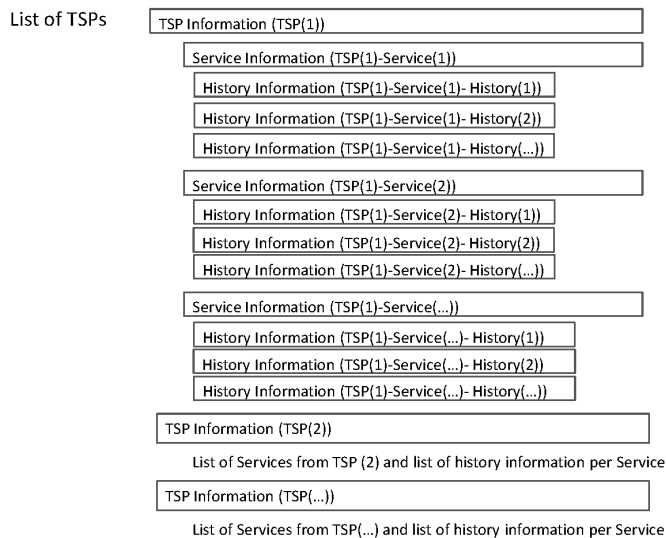 List of TSPs
TSP Information (TSP(1))
Service Information (TSP(1)-Service(1))
History Information (TSP(1)-Service(1)- History(1))
History Information (TSP(1)-Service(1)- History(2))
History Information (TSP(1)-Service(1)- History(...))
Service Information (TSP(1)-Service(2))
History Information (TSP(1)-Service(2)- History(1))
History Information (TSP(1)-Service(2)- History(2))
History Information (TSP(1)-Service(2)- History(...))
Service Information (TSP(1)-Service(...))
History Information (TSP(1)-Service(...)- History(1))
History Information (TSP(1)-Service(...)- History(2))
History Information (TSP(1)-Service(...)- History(...))
TSP Information (TSP(2))
List of Services from TSP (2) and list of history information per Service
TSP Information (TSP(...))
List of Services from TSP(...) and list of history information per Service